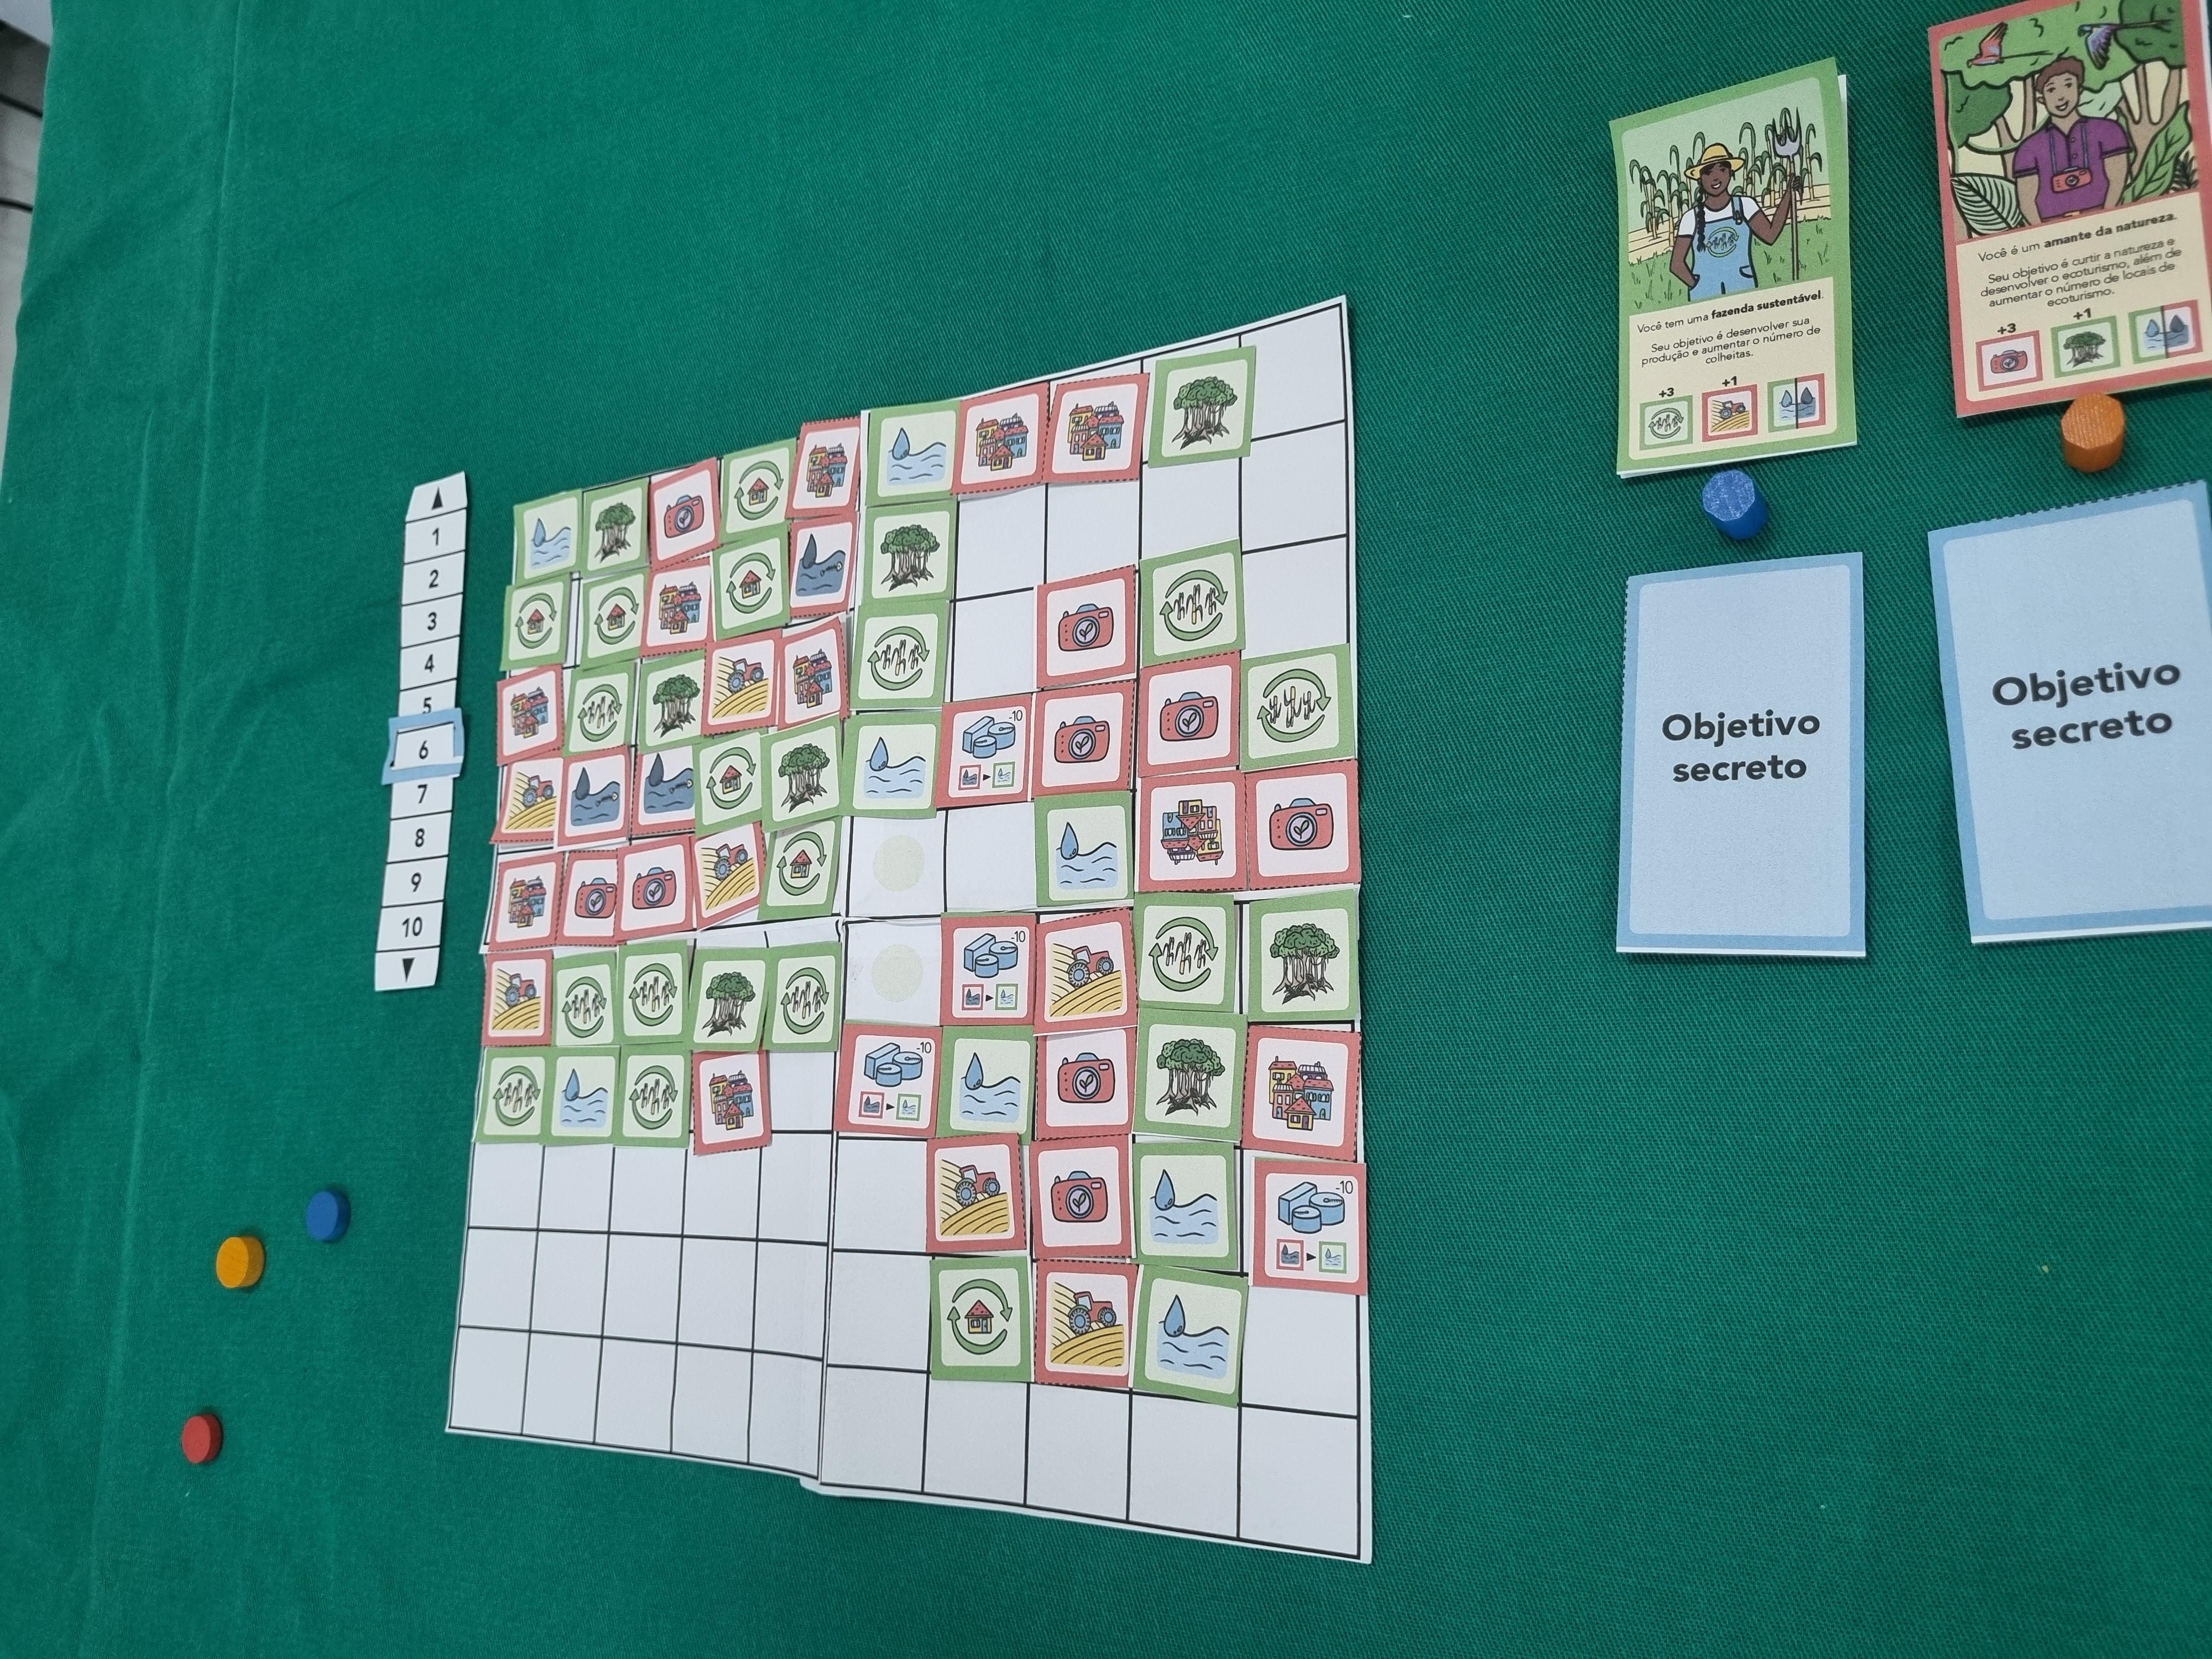 1
2
3
4
5
6
7
8
9
10
-10
-10
-10
-10
Você tem uma fazenda sustentável.
Seu objetivo é desenvolver sua
produção e aumentar o número de
colheitas.
+3 +1
Objetivo
secreto
Você é um amante da natureza.
Seu objetivo é curtir a natureza e
desenvolver o ecoturismo, além de
aumentar o número de locais de
ecoturismo.
+3 +1
Objetivo
secreto